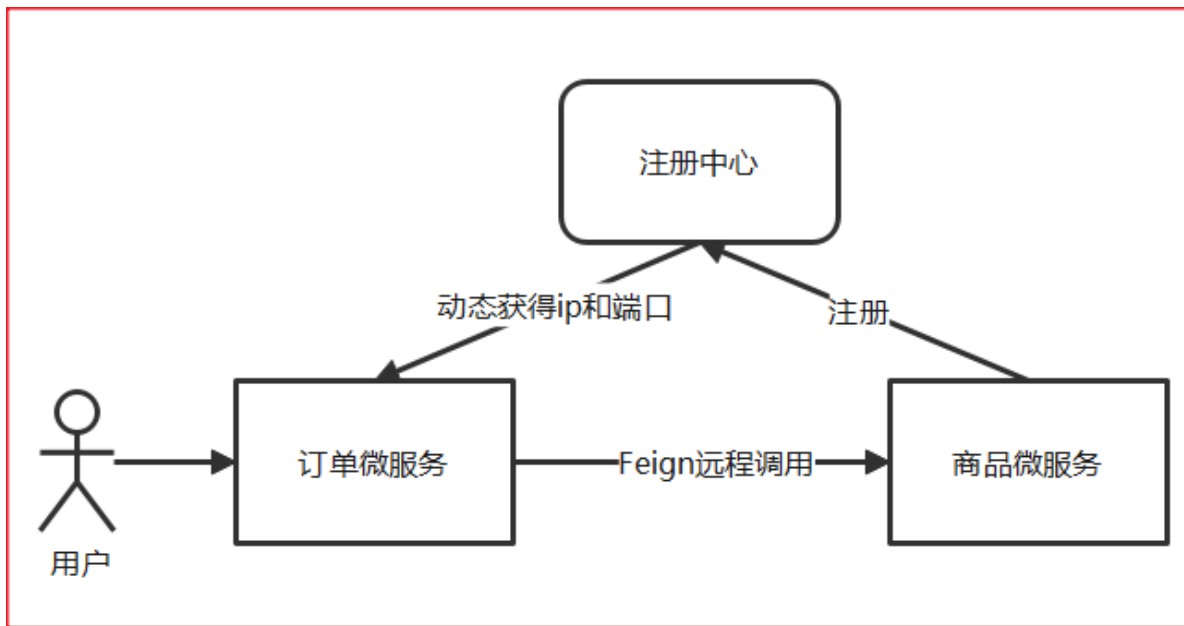 注册中心
动态获得ip和端口
注册
订单微服务
Feign远程调用
商品微服务
用户